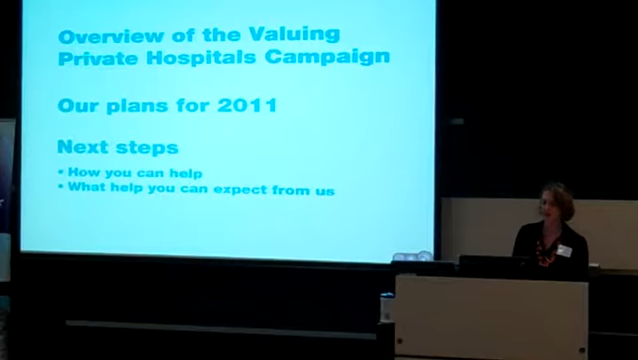 Overview of the Valuing
Private Hospitals Campaign
Our plans for 2011
Next steps
• How you can help
• What help you can expect from us